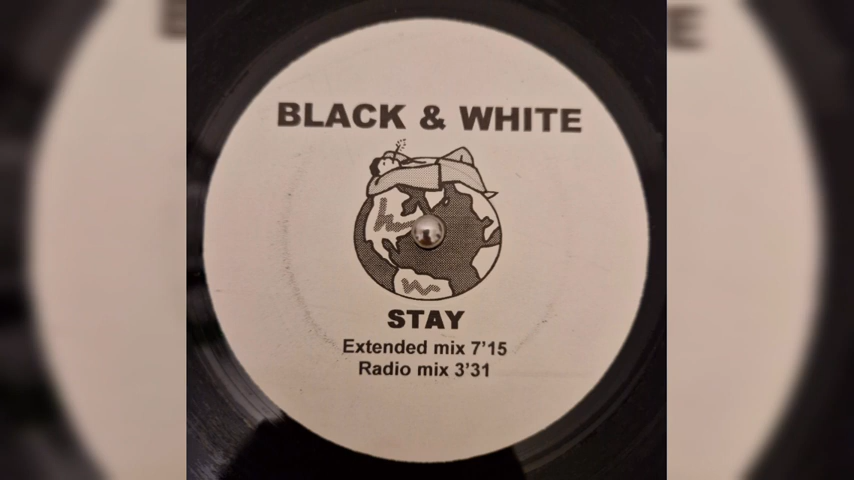 BLACK & WHITE
STAY
Extended mix 7’15
Radio mix 3’31